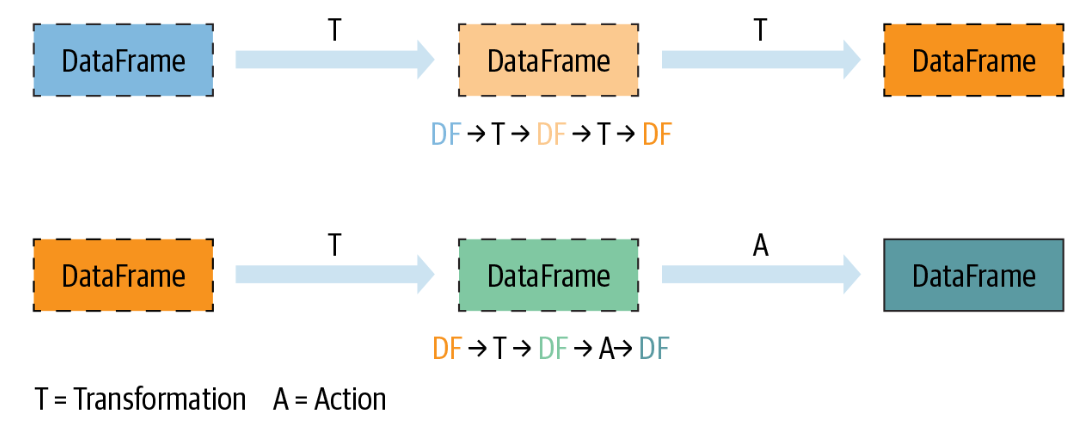 T T
DataFrame DataFrame DataFrame
DF → T → DF → T → DF
T A
DataFrame DataFrame DataFrame
DF → T → DF → A→ DF
T = Transformation A = Action